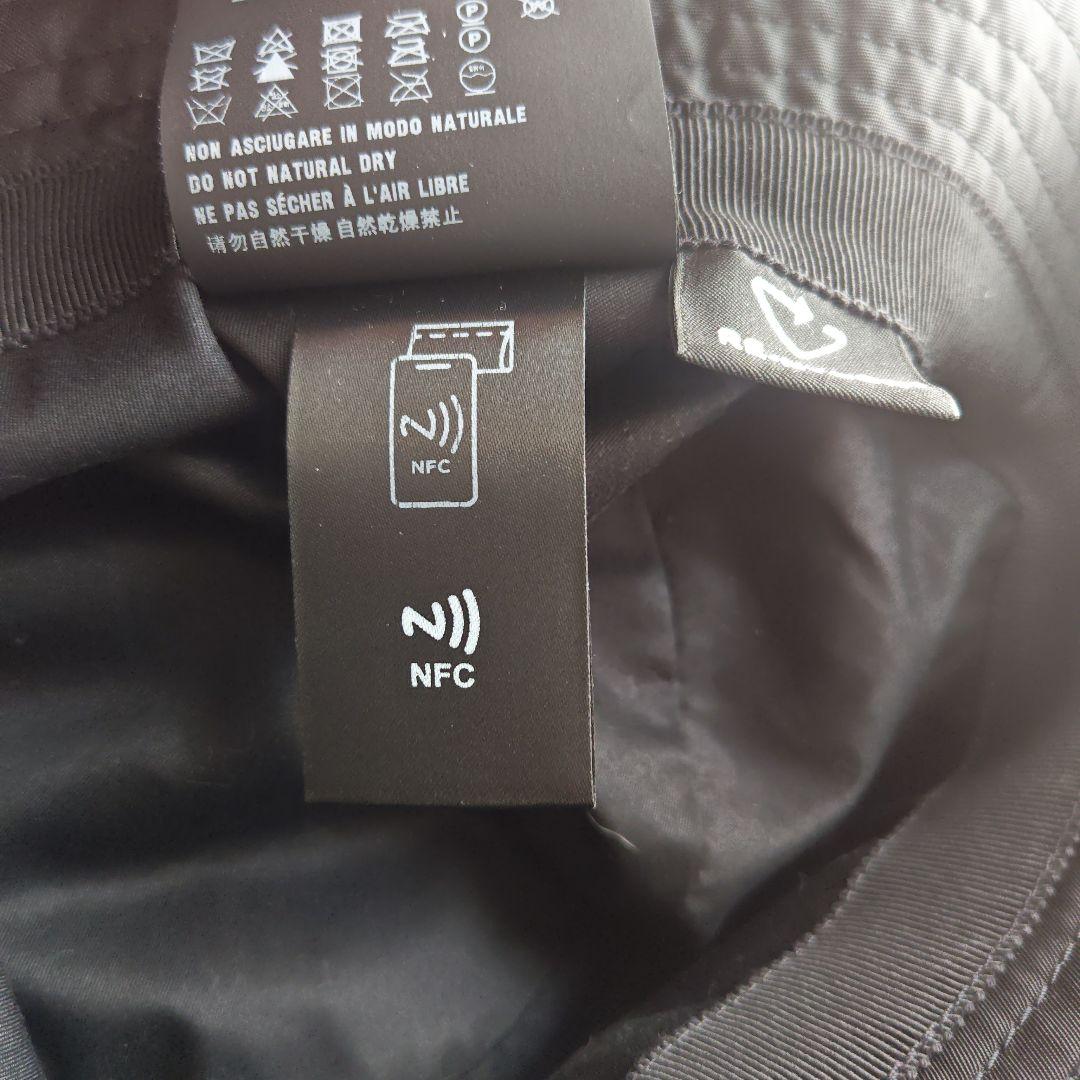 NON ASCIUGARE IN MODO NATURALE
DO NOT NATURAL DRY
NE PAS SÉCHER À L'AIR LIBRE
请勿自然干燥 自然乾燥禁止
NFC
NFC